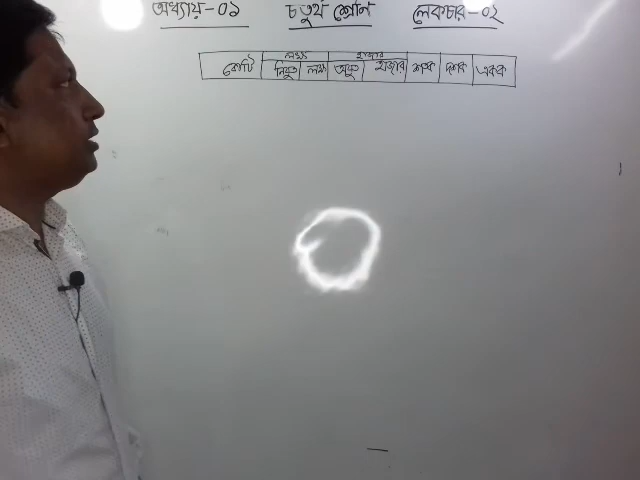 অধ্যায়-০১ চতুর্থ শ্রেনি লেকচার-০২
লক্ষ হাজার
কোটি নিযুত লক্ষ অযুত হাজার শতক দশক একক